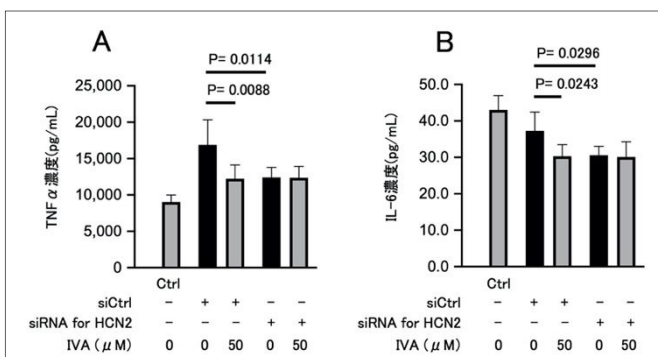 A
P= 0.0114
P= 0.0088
25,000
20,000
15,000
10,000
5,000
0
TNFα濃度(pg/mL)
Ctrl
siCtrl - + + - -
siRNA for HCN2 - - - + +
IVA (μM) 0 0 50 0 50
B
P= 0.0296
P= 0.0243
50.0
40.0
30.0
20.0
10.0
0.0
IL-6濃度(pg/mL)
Ctrl
siCtrl - + + - -
siRNA for HCN2 - - - + +
IVA (μM) 0 0 50 0 50